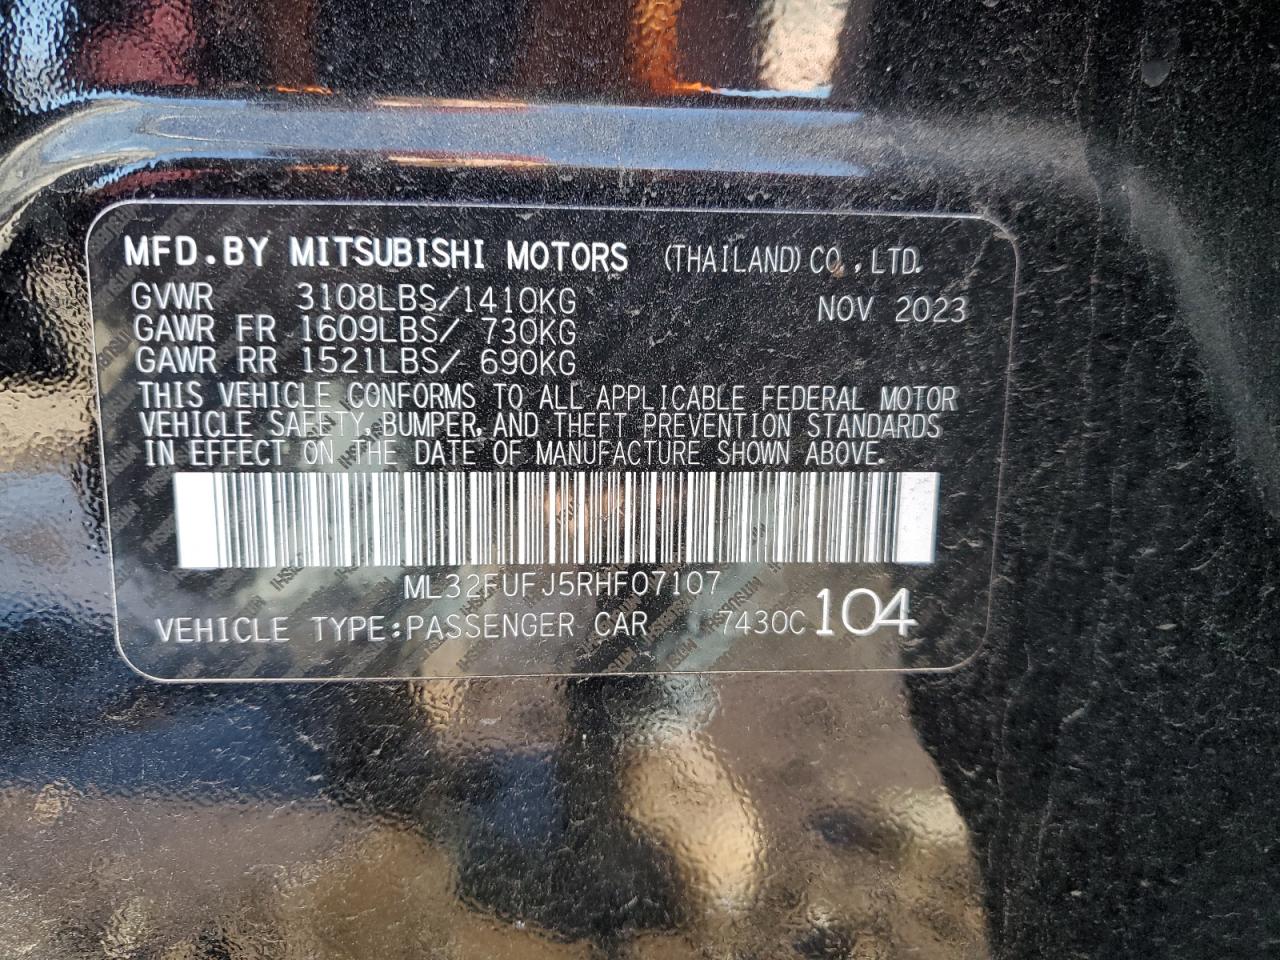 MFD.BY MITSUBISHI MOTORS (THAILAND) CO.,LTD.
GVWR 3108LBS/1410KG NOV 2023
GAWR FR 1609LBS/ 730KG
GAWR RR 1521LBS/ 690KG
THIS VEHICLE CONFORMS TO ALL APPLICABLE FEDERAL MOTOR
VEHICLE SAFETY, BUMPER, AND THEFT PREVENTION STANDARDS
IN EFFECT ON THE DATE OF MANUFACTURE SHOWN ABOVE.
ML32FUFJ5RHF07107
VEHICLE TYPE:PASSENGER CAR 7430C 104